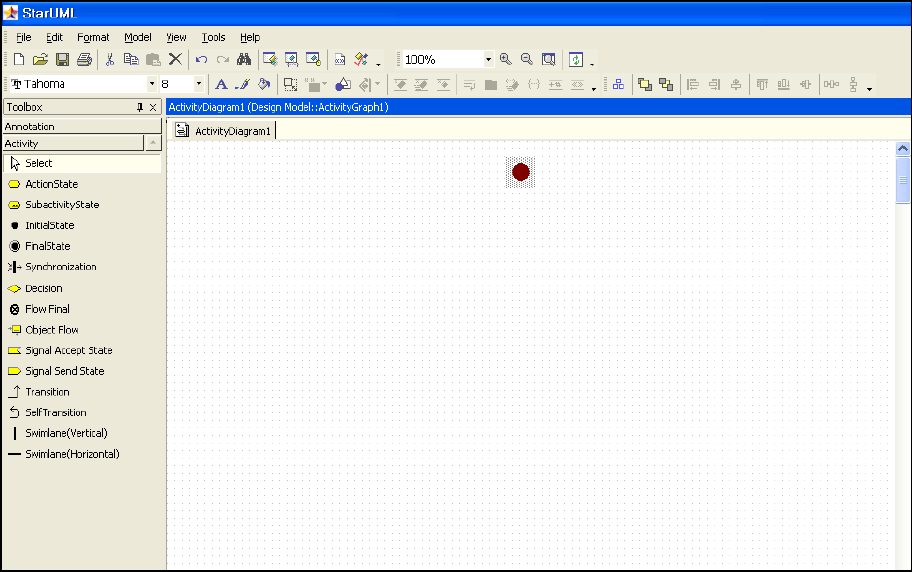 StarUML
File Edit Format Model View Tools Help
100%
Tahoma 8
Toolbox
ActivityDiagram1 (Design Model::ActivityGraph1)
Annotation
ActivityDiagram1
Activity
Select
ActionState
SubactivityState
InitialState
FinalState
Synchronization
Decision
Flow Final
Object Flow
Signal Accept State
Signal Send State
Transition
SelfTransition
Swimlane(Vertical)
Swimlane(Horizontal)